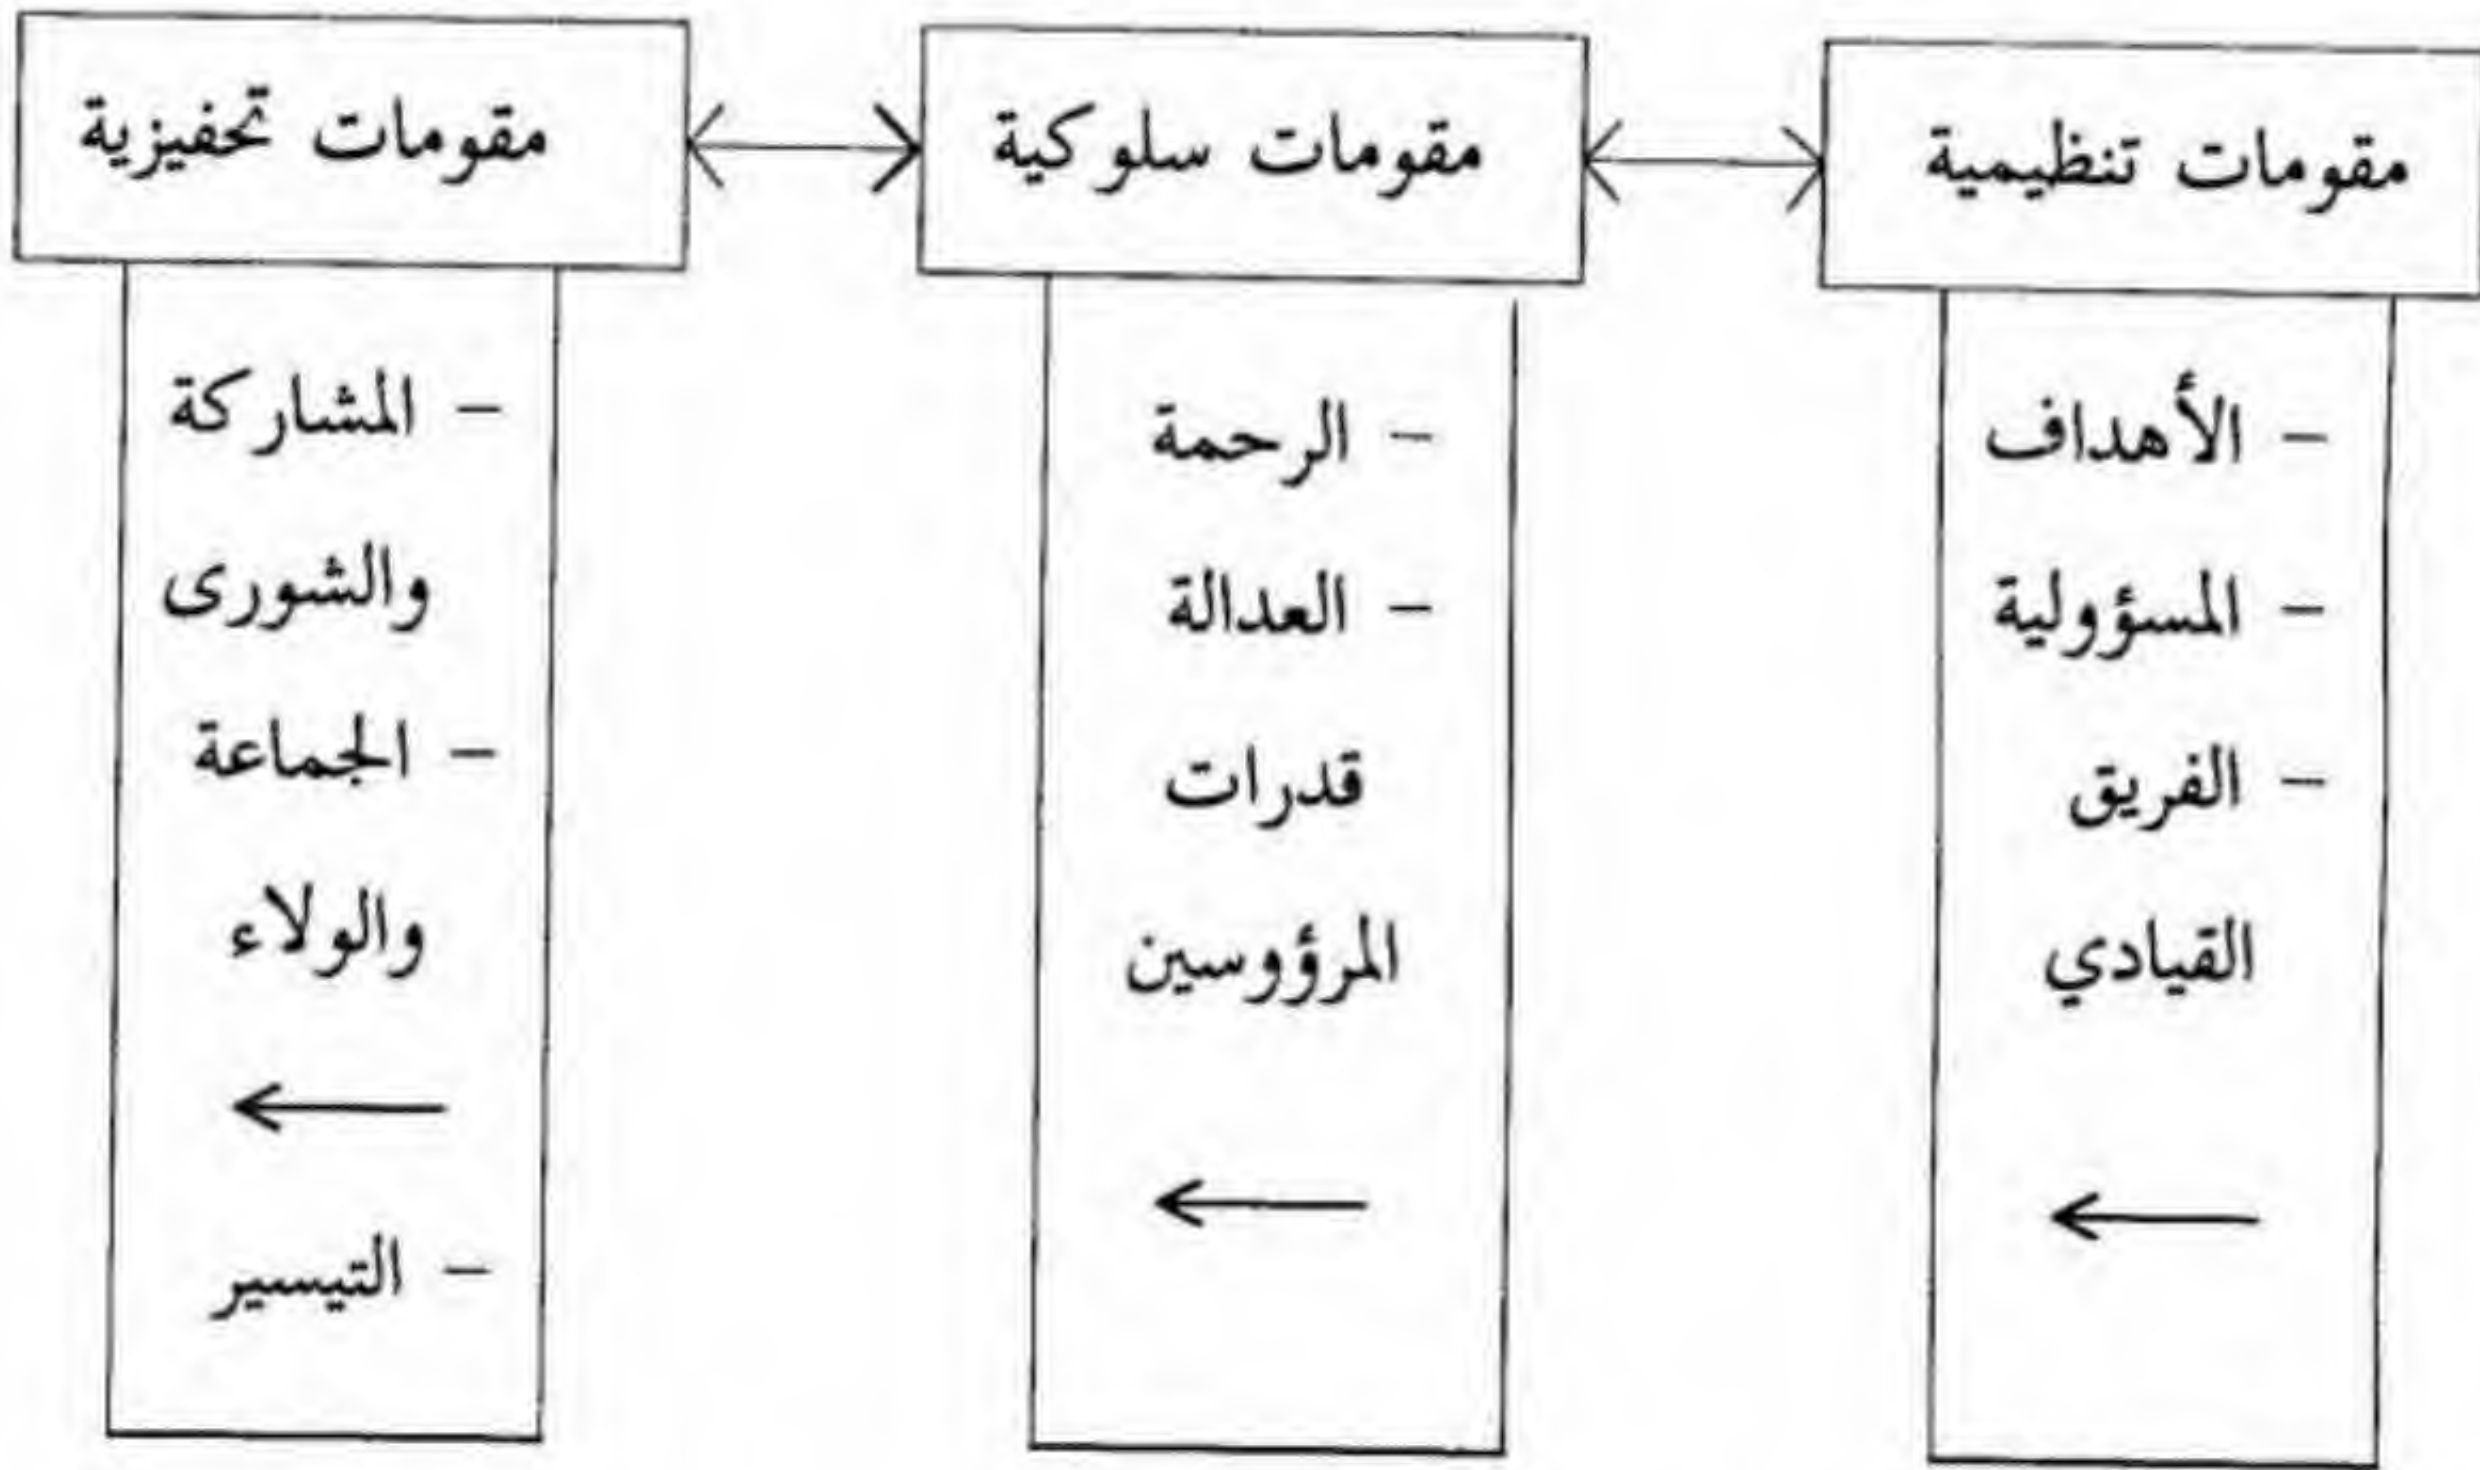 مقومات تنظيمية
- الأهداف
- المسؤولية
- الفريق
القيادي
مقومات سلوكية
- الرحمة
- العدالة
قدرات
المرؤوسين
مقومات تحفيزية
- المشاركة
والشورى
- الجماعة
والولاء
- التيسير